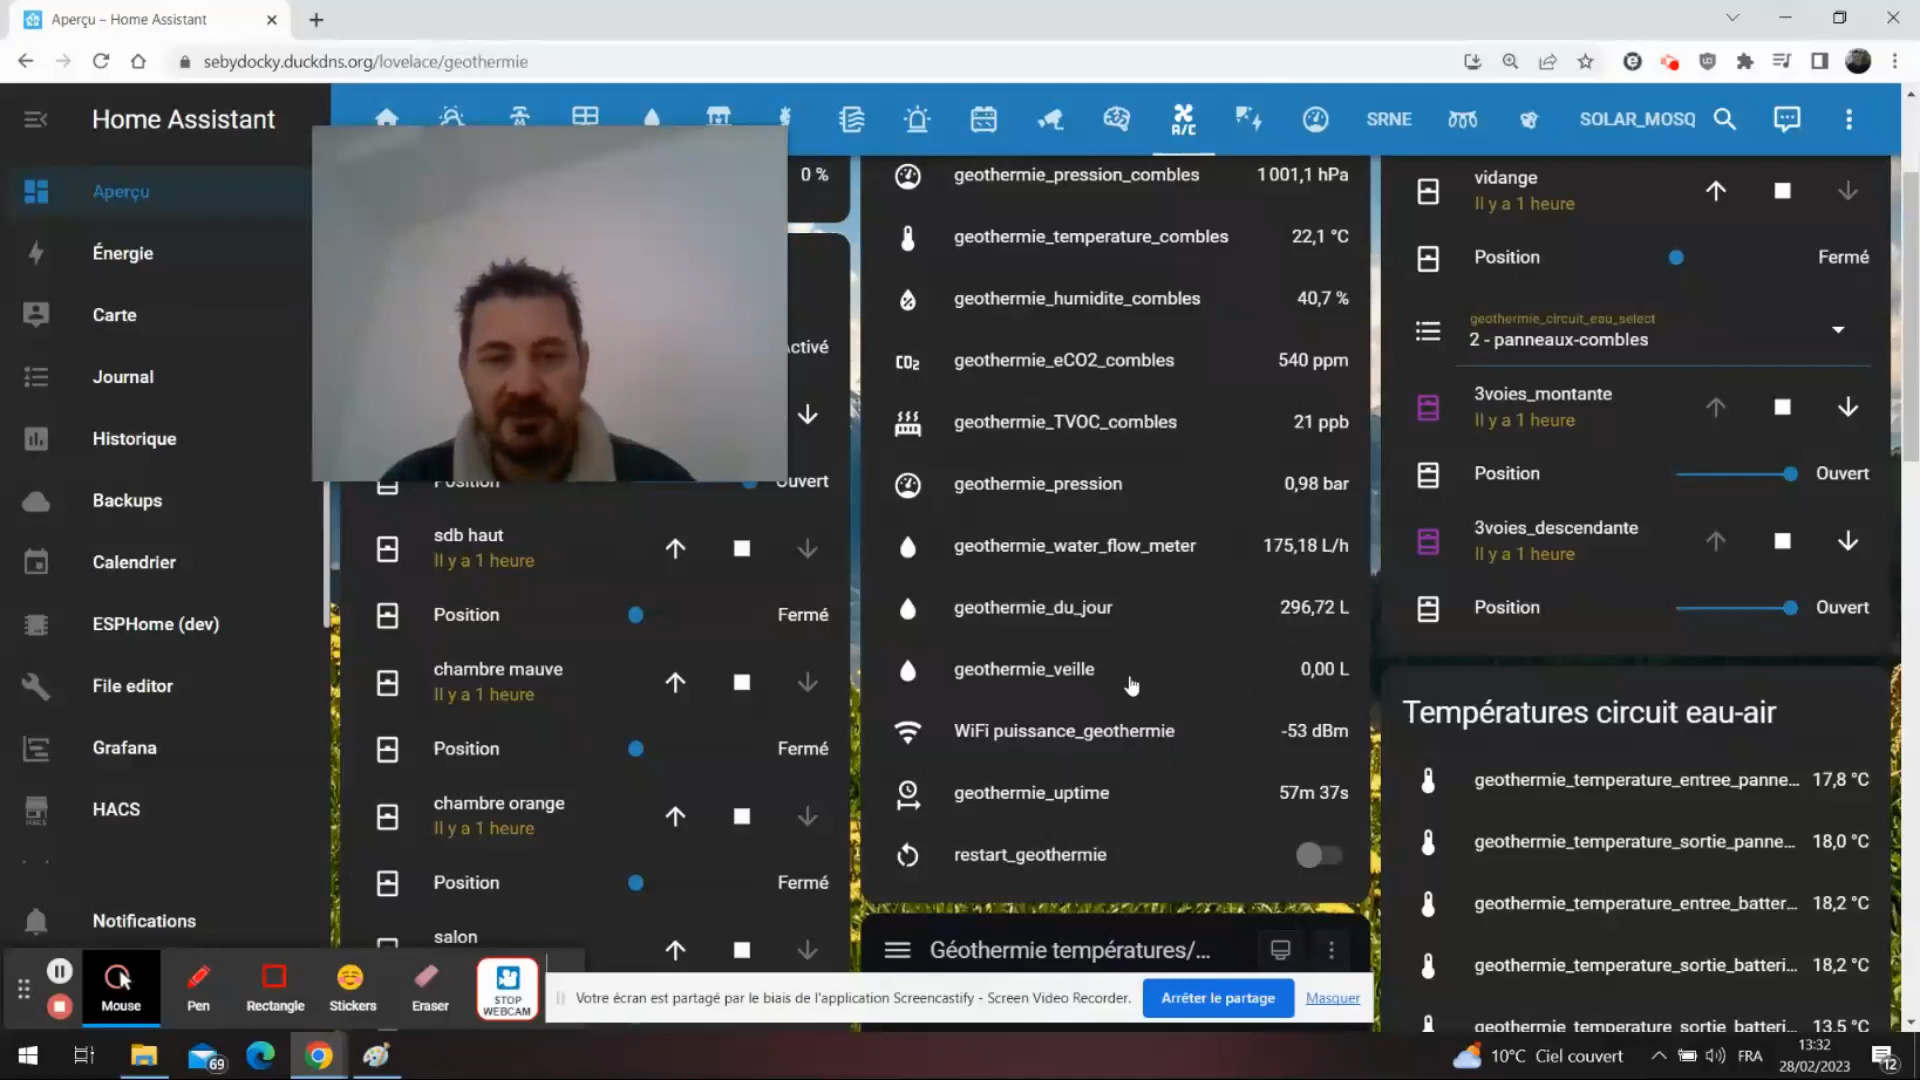 Aperçu – Home Assistant
sebydocky.duckdns.org/lovelace/geothermie
Home Assistant
A/C
SRNE
SOLAR_MOSQ
Aperçu
Énergie
Carte
Journal
Historique
Backups
Calendrier
ESPHome (dev)
File editor
Grafana
HACS
HACS
Notifications
0 %
Activé
Position
Ouvert
sdb haut
Il y a 1 heure
Position
Fermé
chambre mauve
Il y a 1 heure
Position
Fermé
chambre orange
Il y a 1 heure
Position
Fermé
salon
geothermie_pression_combles
1 001,1 hPa
geothermie_temperature_combles
22,1 °C
geothermie_humidite_combles
40,7 %
CO2
geothermie_eCO2_combles
540 ppm
geothermie_TVOC_combles
21 ppb
geothermie_pression
0,98 bar
geothermie_water_flow_meter
175,18 L/h
geothermie_du_jour
296,72 L
geothermie_veille
0,00 L
WiFi puissance_geothermie
-53 dBm
geothermie_uptime
57m 37s
restart_geothermie
Géothermie températures/...
vidange
Il y a 1 heure
Position
Fermé
geothermie_circuit_eau_select
2 - panneaux-combles
3voies_montante
Il y a 1 heure
Position
Ouvert
3voies_descendante
Il y a 1 heure
Position
Ouvert
Températures circuit eau-air
geothermie_temperature_entree_panne...
17,8 °C
geothermie_temperature_sortie_panne...
18,0 °C
geothermie_temperature_entree_batter...
18,2 °C
geothermie_temperature_sortie_batteri...
18,2 °C
geothermie_temperature_sortie_batteri...
13,5 °C
Mouse
Pen
Rectangle
Stickers
Eraser
STOP
WEBCAM
Votre écran est partagé par le biais de l'application Screencastify - Screen Video Recorder.
Arrêter le partage
Masquer
69
10°C Ciel couvert
FRA
13:32
28/02/2023
12